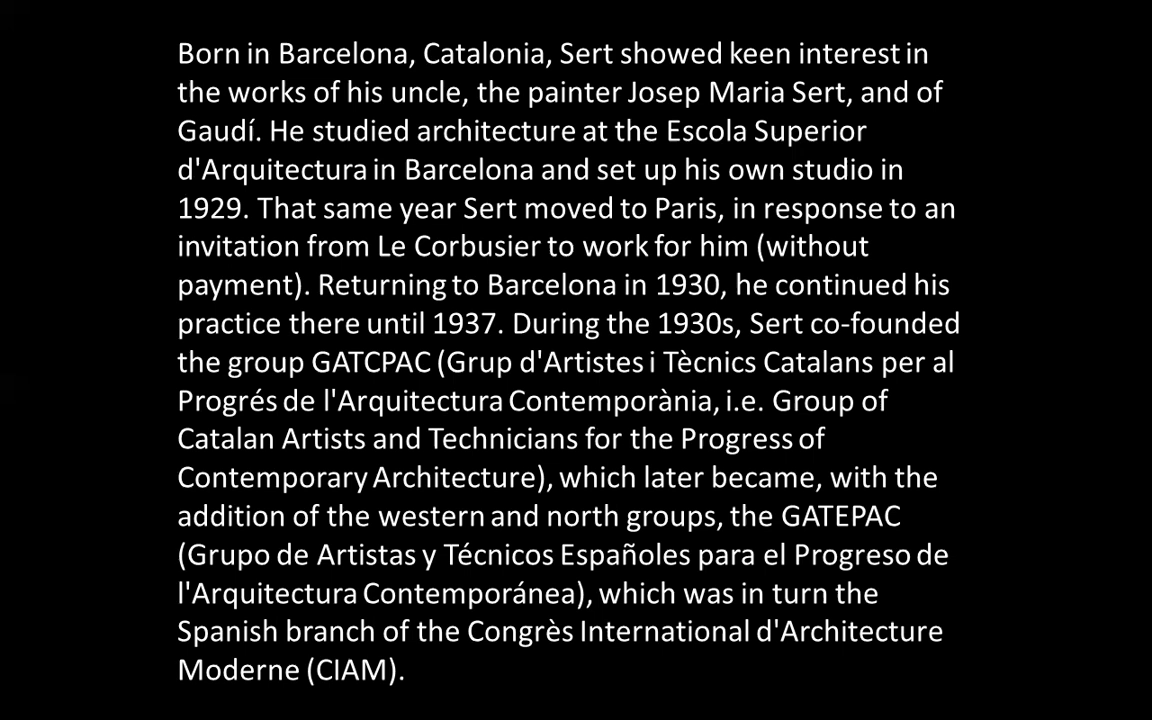 Born in Barcelona, Catalonia, Sert showed keen interest in
the works of his uncle, the painter Josep Maria Sert, and of
Gaudí. He studied architecture at the Escola Superior
d'Arquitectura in Barcelona and set up his own studio in
1929. That same year Sert moved to Paris, in response to an
invitation from Le Corbusier to work for him (without
payment). Returning to Barcelona in 1930, he continued his
practice there until 1937. During the 1930s, Sert co-founded
the group GATCPAC (Grup d'Artistes i Tècnics Catalans per al
Progrés de l'Arquitectura Contemporània, i.e. Group of
Catalan Artists and Technicians for the Progress of
Contemporary Architecture), which later became, with the
addition of the western and north groups, the GATEPAC
(Grupo de Artistas y Técnicos Españoles para el Progreso de
l'Arquitectura Contemporánea), which was in turn the
Spanish branch of the Congrès International d'Architecture
Moderne (CIAM).